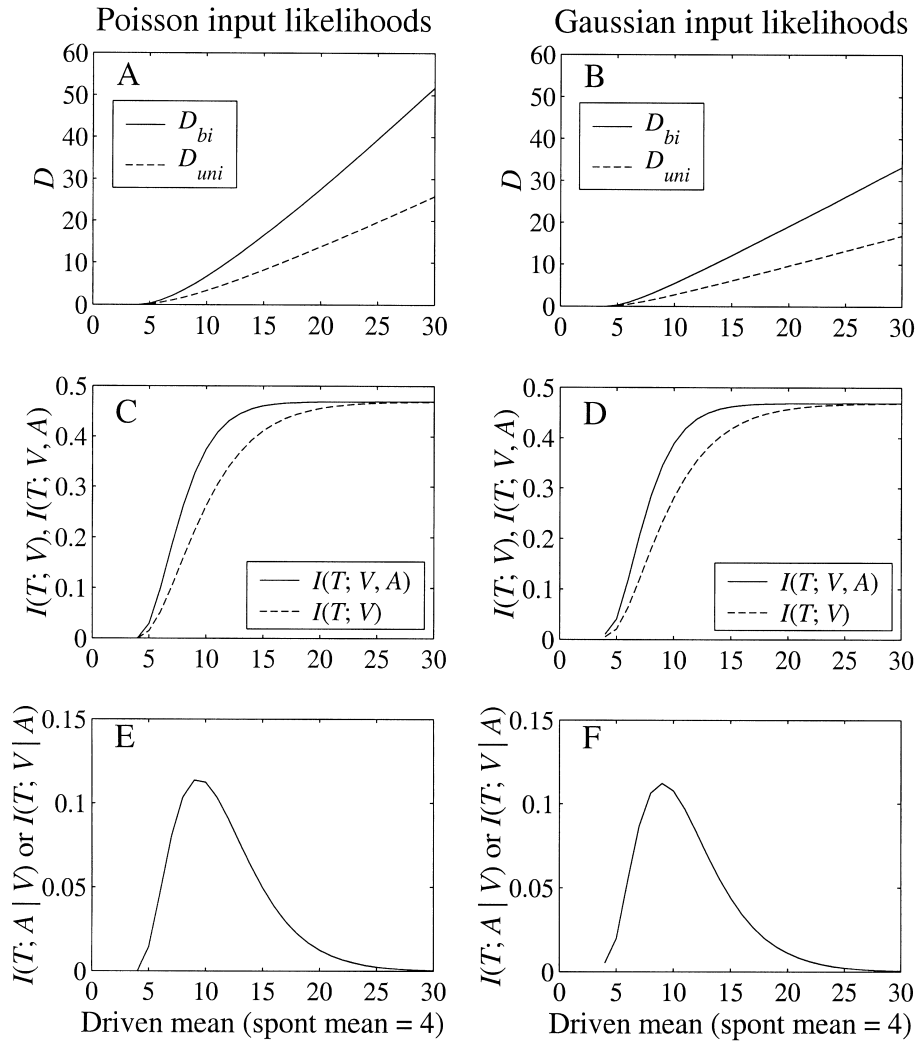 Poisson input likelihoods
Gaussian input likelihoods
A
D
60
50
40
30
20
10
0
D_bi
D_uni
0 5 10 15 20 25 30
B
D
60
50
40
30
20
10
0
D_bi
D_uni
0 5 10 15 20 25 30
C
I(T; V), I(T; V, A)
0.5
0.4
0.3
0.2
0.1
0
I(T; V, A)
I(T; V)
0 5 10 15 20 25 30
D
I(T; V), I(T; V, A)
0.5
0.4
0.3
0.2
0.1
0
I(T; V, A)
I(T; V)
0 5 10 15 20 25 30
E
I(T; A | V) or I(T; V | A)
0.15
0.1
0.05
0
0 5 10 15 20 25 30
Driven mean (spont mean = 4)
F
I(T; A | V) or I(T; V | A)
0.15
0.1
0.05
0
0 5 10 15 20 25 30
Driven mean (spont mean = 4)